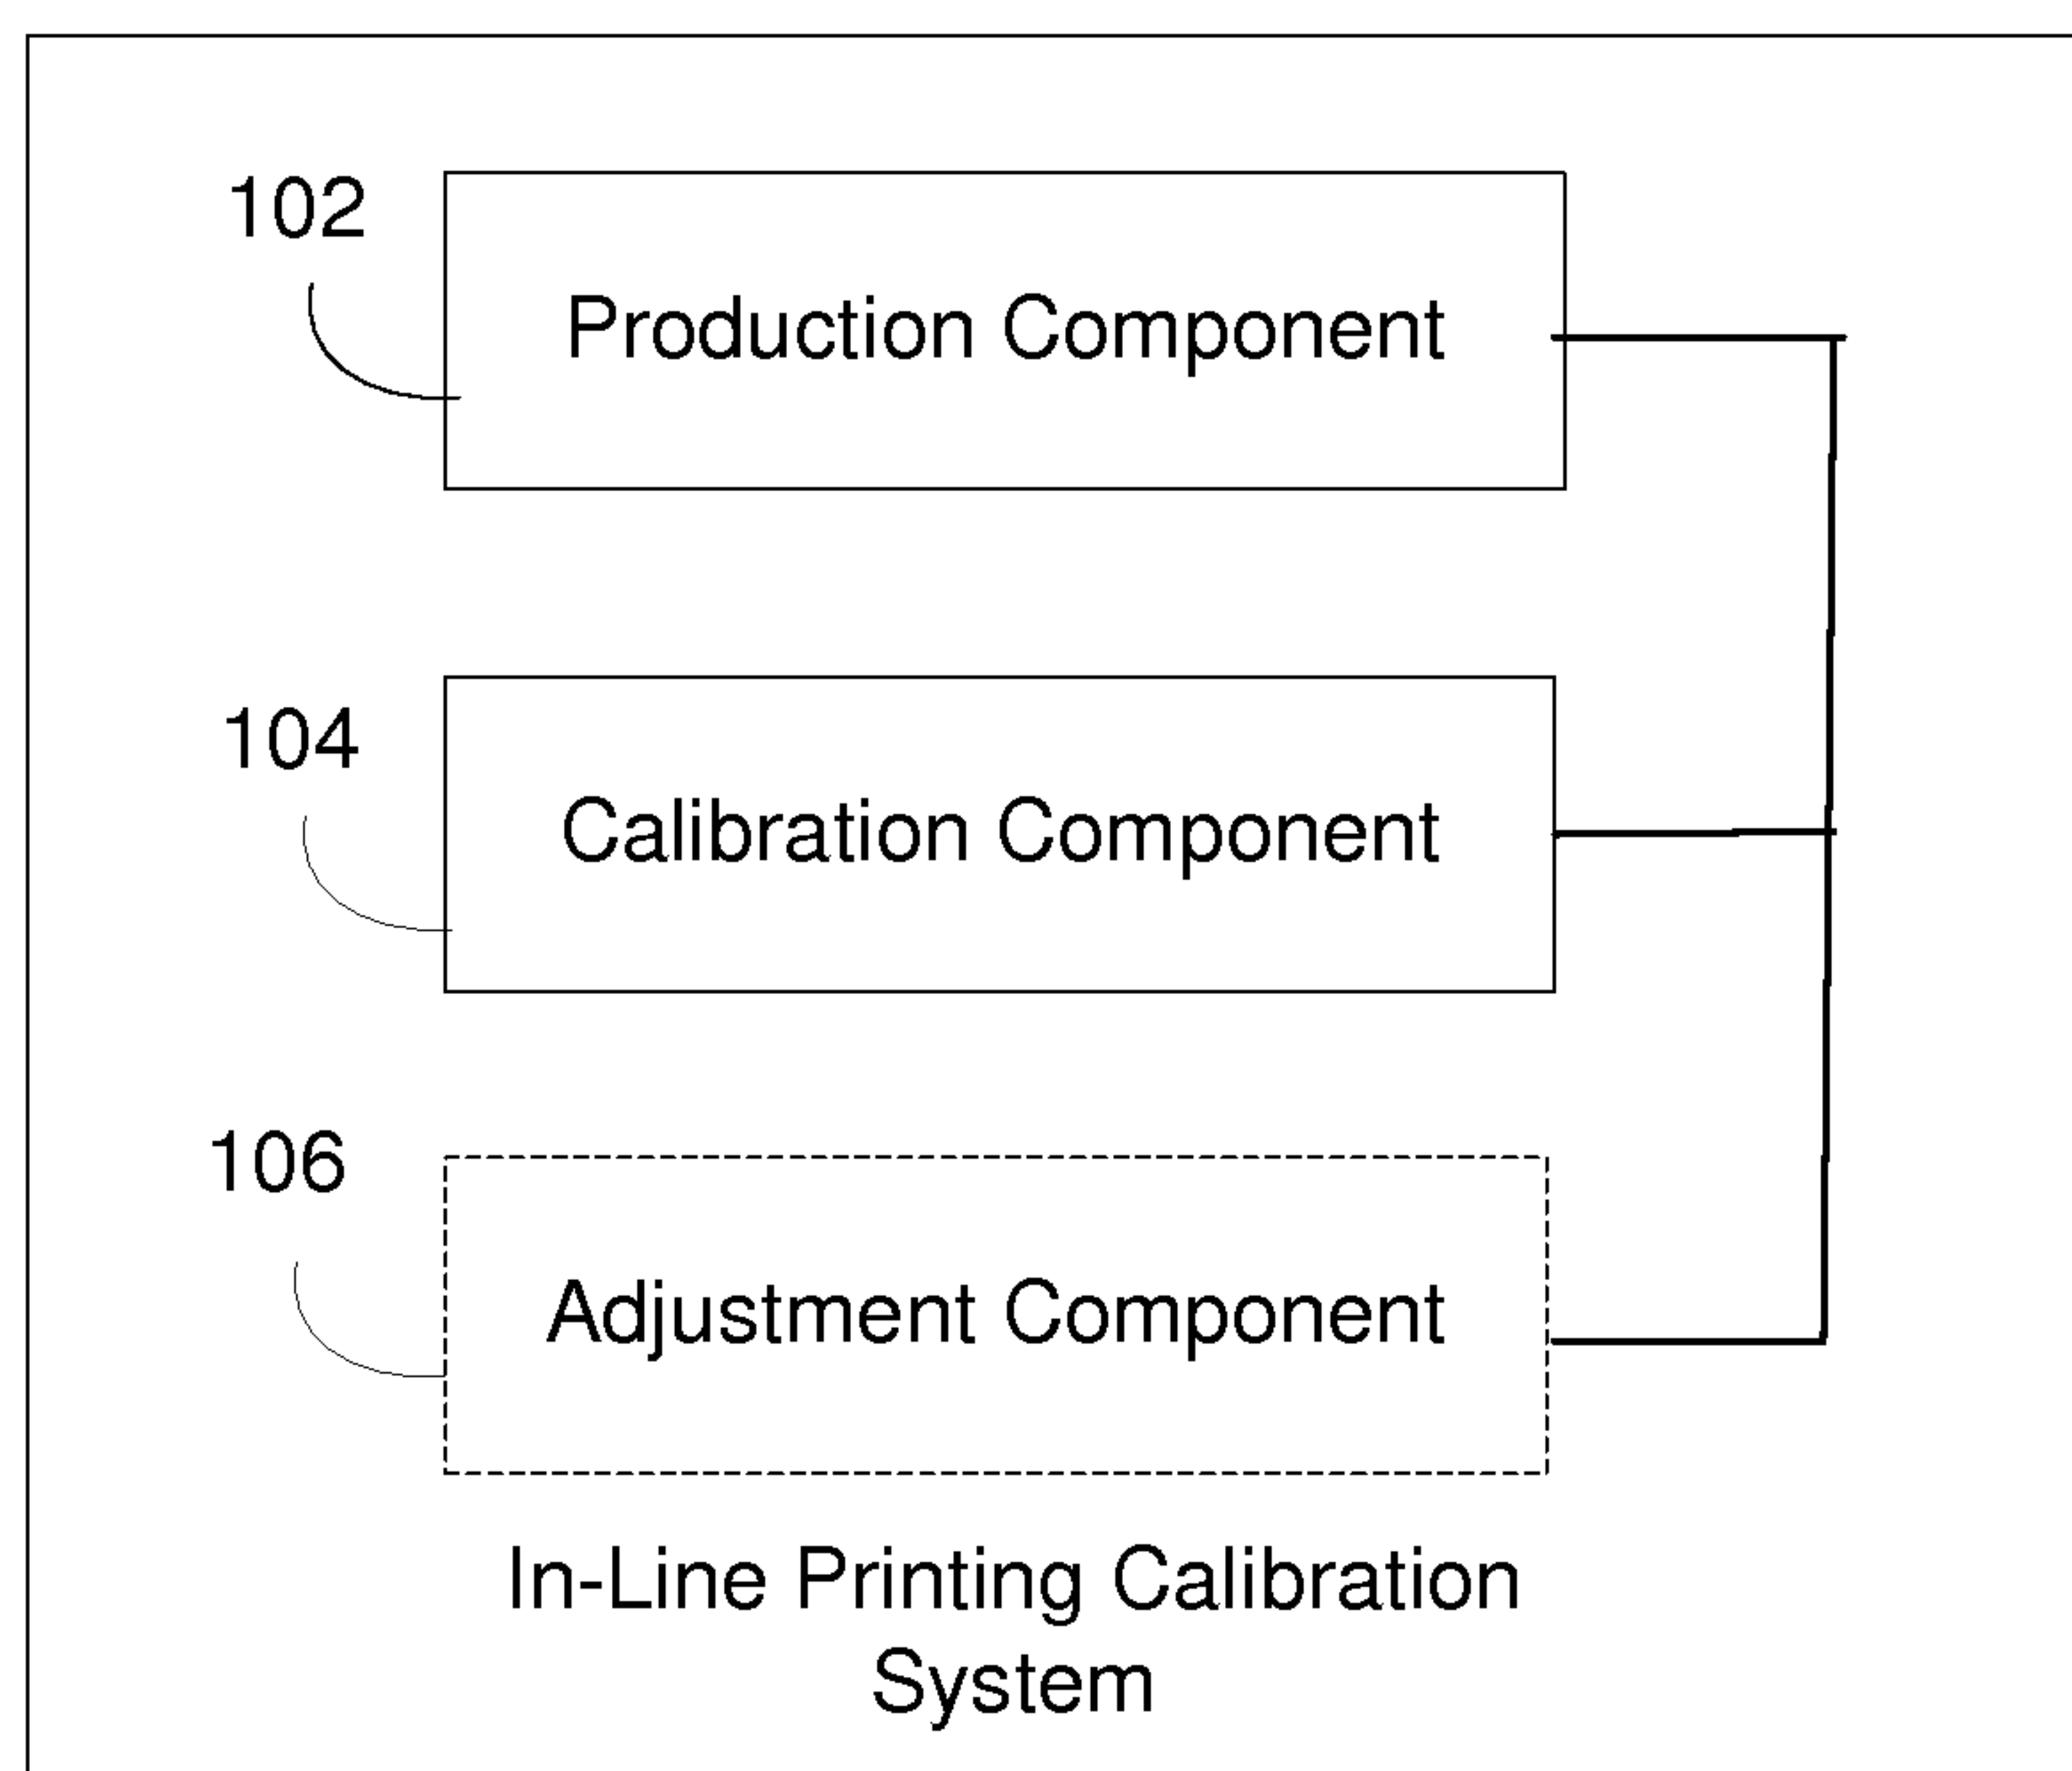 102
Production Component
104
Calibration Component
106
Adjustment Component
In-Line Printing Calibration
System